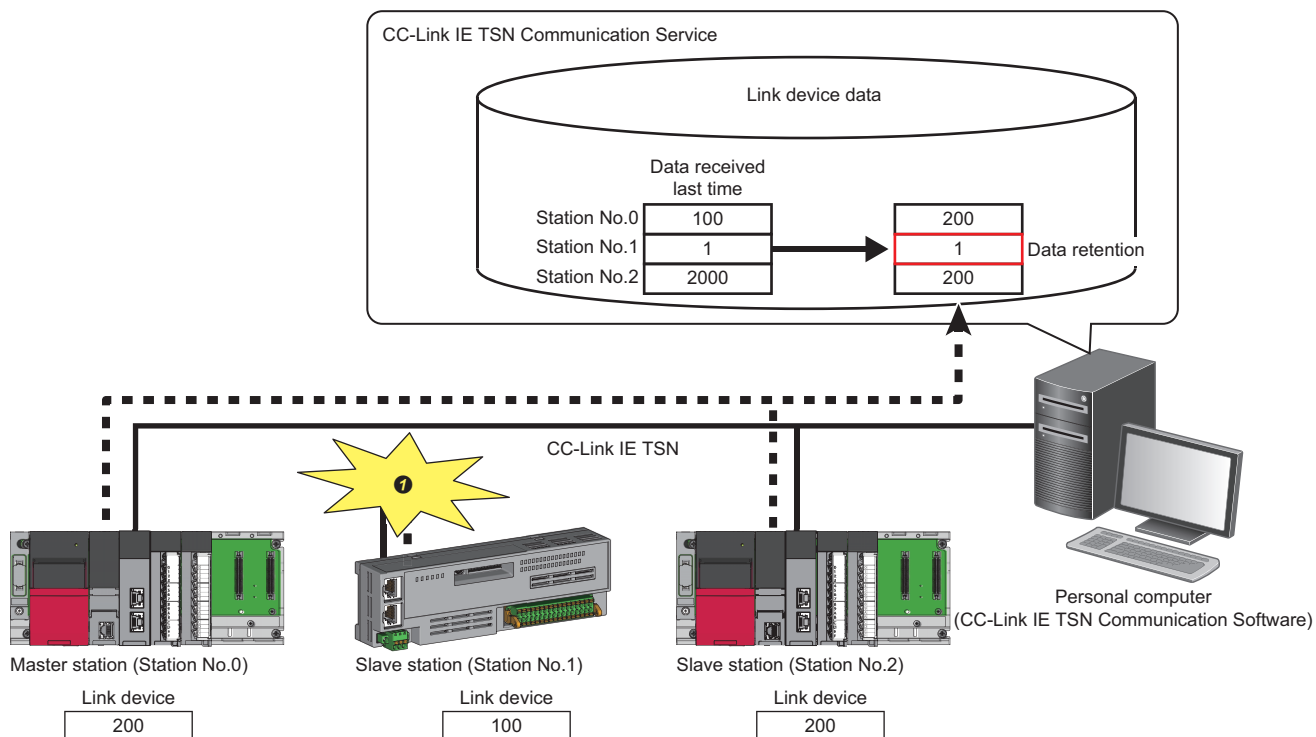 CC-Link IE TSN Communication Service
Link device data
Data received
last time
Station No.0 100 200
Station No.1 1 1 Data retention
Station No.2 2000 200
CC-Link IE TSN
1
Personal computer
(CC-Link IE TSN Communication Software)
Master station (Station No.0)
Slave station (Station No.1)
Slave station (Station No.2)
Link device
200
Link device
100
Link device
200